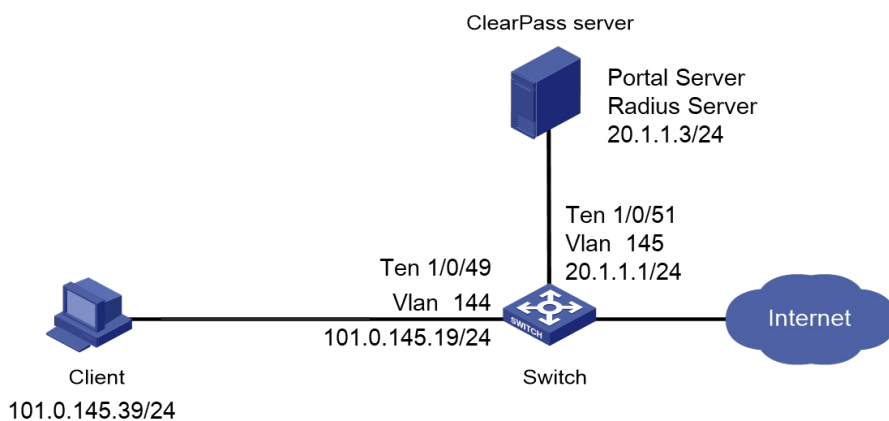 ClearPass server
Portal Server
Radius Server
20.1.1.3/24
Ten 1/0/51
Vlan 145
20.1.1.1/24
Ten 1/0/49
Vlan 144
101.0.145.19/24
SWITCH
Internet
Client
Switch
101.0.145.39/24